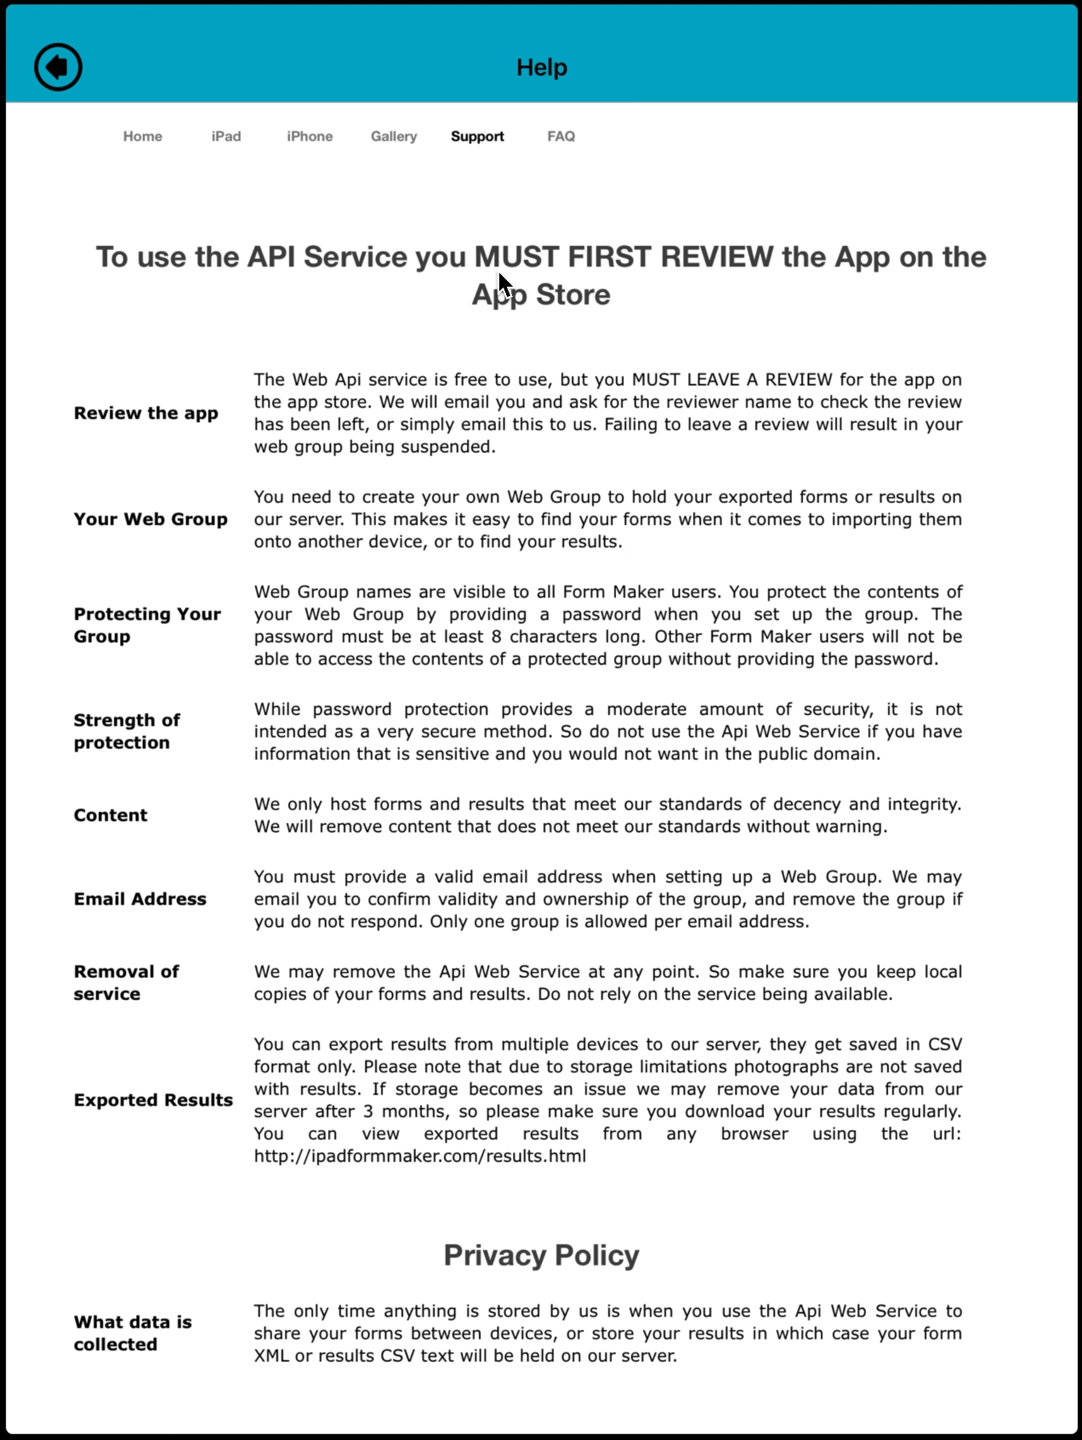 Help
Home iPad iPhone Gallery Support FAQ
To use the API Service you MUST FIRST REVIEW the App on the
App Store
Review the app
The Web Api service is free to use, but you MUST LEAVE A REVIEW for the app on
the app store. We will email you and ask for the reviewer name to check the review
has been left, or simply email this to us. Failing to leave a review will result in your
web group being suspended.
Your Web Group
You need to create your own Web Group to hold your exported forms or results on
our server. This makes it easy to find your forms when it comes to importing them
onto another device, or to find your results.
Protecting Your
Group
Web Group names are visible to all Form Maker users. You protect the contents of
your Web Group by providing a password when you set up the group. The
password must be at least 8 characters long. Other Form Maker users will not be
able to access the contents of a protected group without providing the password.
Strength of
protection
While password protection provides a moderate amount of security, it is not
intended as a very secure method. So do not use the Api Web Service if you have
information that is sensitive and you would not want in the public domain.
Content
We only host forms and results that meet our standards of decency and integrity.
We will remove content that does not meet our standards without warning.
Email Address
You must provide a valid email address when setting up a Web Group. We may
email you to confirm validity and ownership of the group, and remove the group if
you do not respond. Only one group is allowed per email address.
Removal of
service
We may remove the Api Web Service at any point. So make sure you keep local
copies of your forms and results. Do not rely on the service being available.
Exported Results
You can export results from multiple devices to our server, they get saved in CSV
format only. Please note that due to storage limitations photographs are not saved
with results. If storage becomes an issue we may remove your data from our
server after 3 months, so please make sure you download your results regularly.
You can view exported results from any browser using the url:
http://ipadformmaker.com/results.html
Privacy Policy
What data is
collected
The only time anything is stored by us is when you use the Api Web Service to
share your forms between devices, or store your results in which case your form
XML or results CSV text will be held on our server.